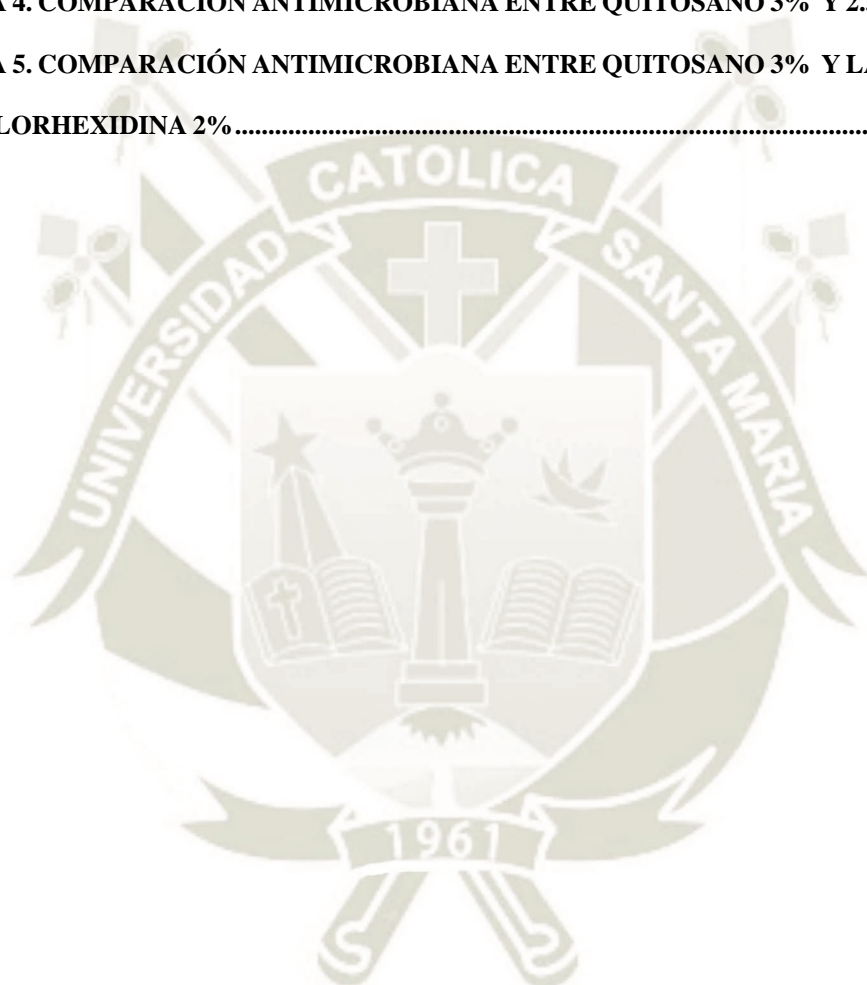 A 4. COMPARACIÓN ANTIMICROBIANA ENTRE QUITOSANO 3% Y 2.
A 5. COMPARACIÓN ANTIMICROBIANA ENTRE QUITOSANO 3% Y LA
LORHEXIDINA 2%..........................................................................................
CATOLICA
UNIVERSIDAD
SANTA MARIA
1961